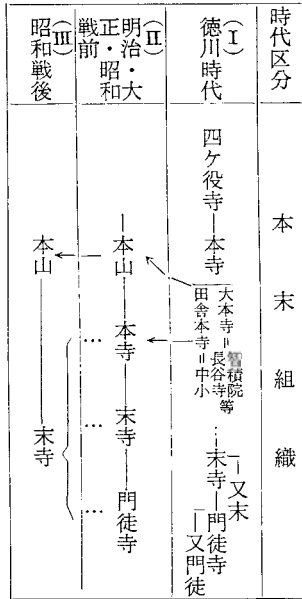 時代区分
本末組織
(Ⅰ)
徳川時代
四ケ役寺―本寺
大本寺=智積院
長谷寺等
田舎本寺=中小
…末寺―門徒寺
―又末
―又門徒
(Ⅱ)
明治・大
正・昭和
戦前
―本山―本寺―末寺―門徒寺
… … …
(Ⅲ)
昭和戦後
本山―末寺